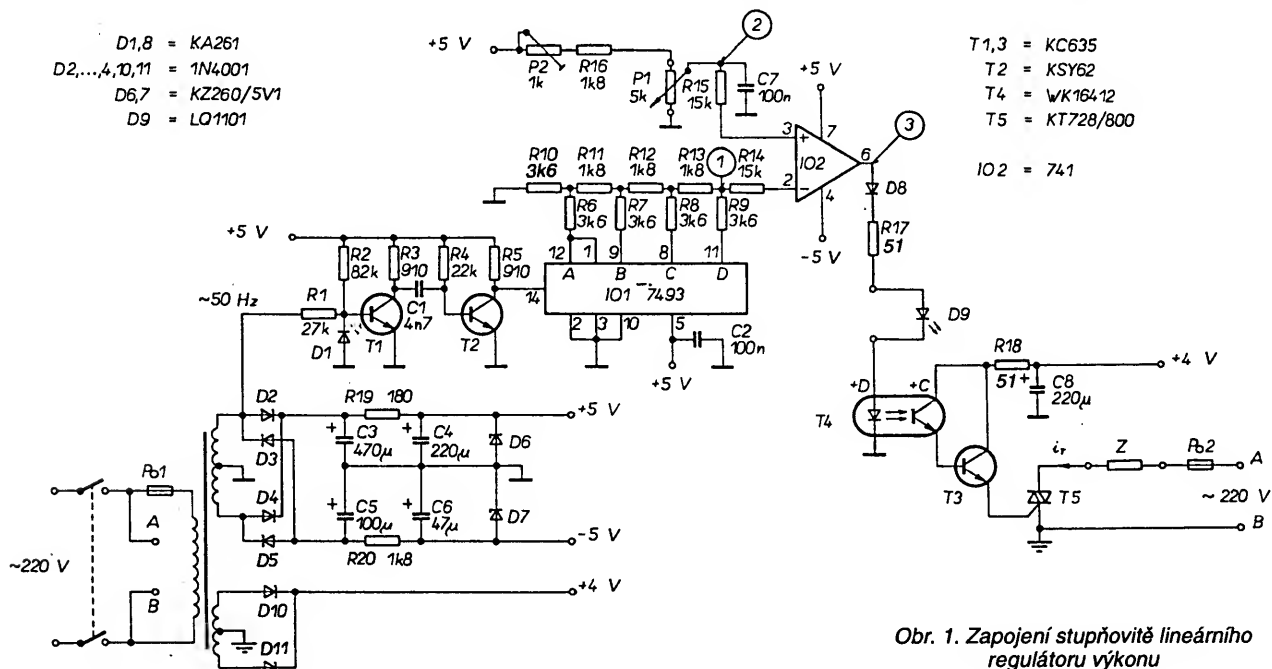 D1,8 = KA261
D2,...,4,10,11 = 1N4001
D6,7 = KZ260/5V1
D9 = LQ1101
T1,3 = KC635
T2 = KSY62
T4 = WK16412
T5 = KT728/800
IO2 = 741
+5 V
P2
1k
R16
1k8
P1
5k
R15
15k
2
C7
100n
+5 V
7
3
+
IO2
6
3
2
−
4
-5 V
D8
R17
51
D9
R10
3k6
R11
1k8
R12
1k8
R13
1k8
1
R14
15k
R6
3k6
R7
3k6
R8
3k6
R9
3k6
12
1
9
8
11
A
B
C
D
14
IO1 - 7493
2
3
10
5
C2
100n
+5 V
+5 V
R2
82k
R3
910
R4
22k
R5
910
~50 Hz
R1
27k
D1
T1
C1
4n7
T2
D2
D3
D4
D5
R19 180
+
C3
470µ
+
C4
220µ
D6
+5 V
+
C5
100µ
+
C6
47µ
D7
R20 1k8
-5 V
Po1
A
B
~220 V
D10
D11
+4 V
+D
+C
T4
R18
51
+
C8
220µ
+4 V
T3
iT
Z
Po2
A
T5
~ 220 V
B
Obr. 1. Zapojení stupňovitě lineárního
regulátoru výkonu